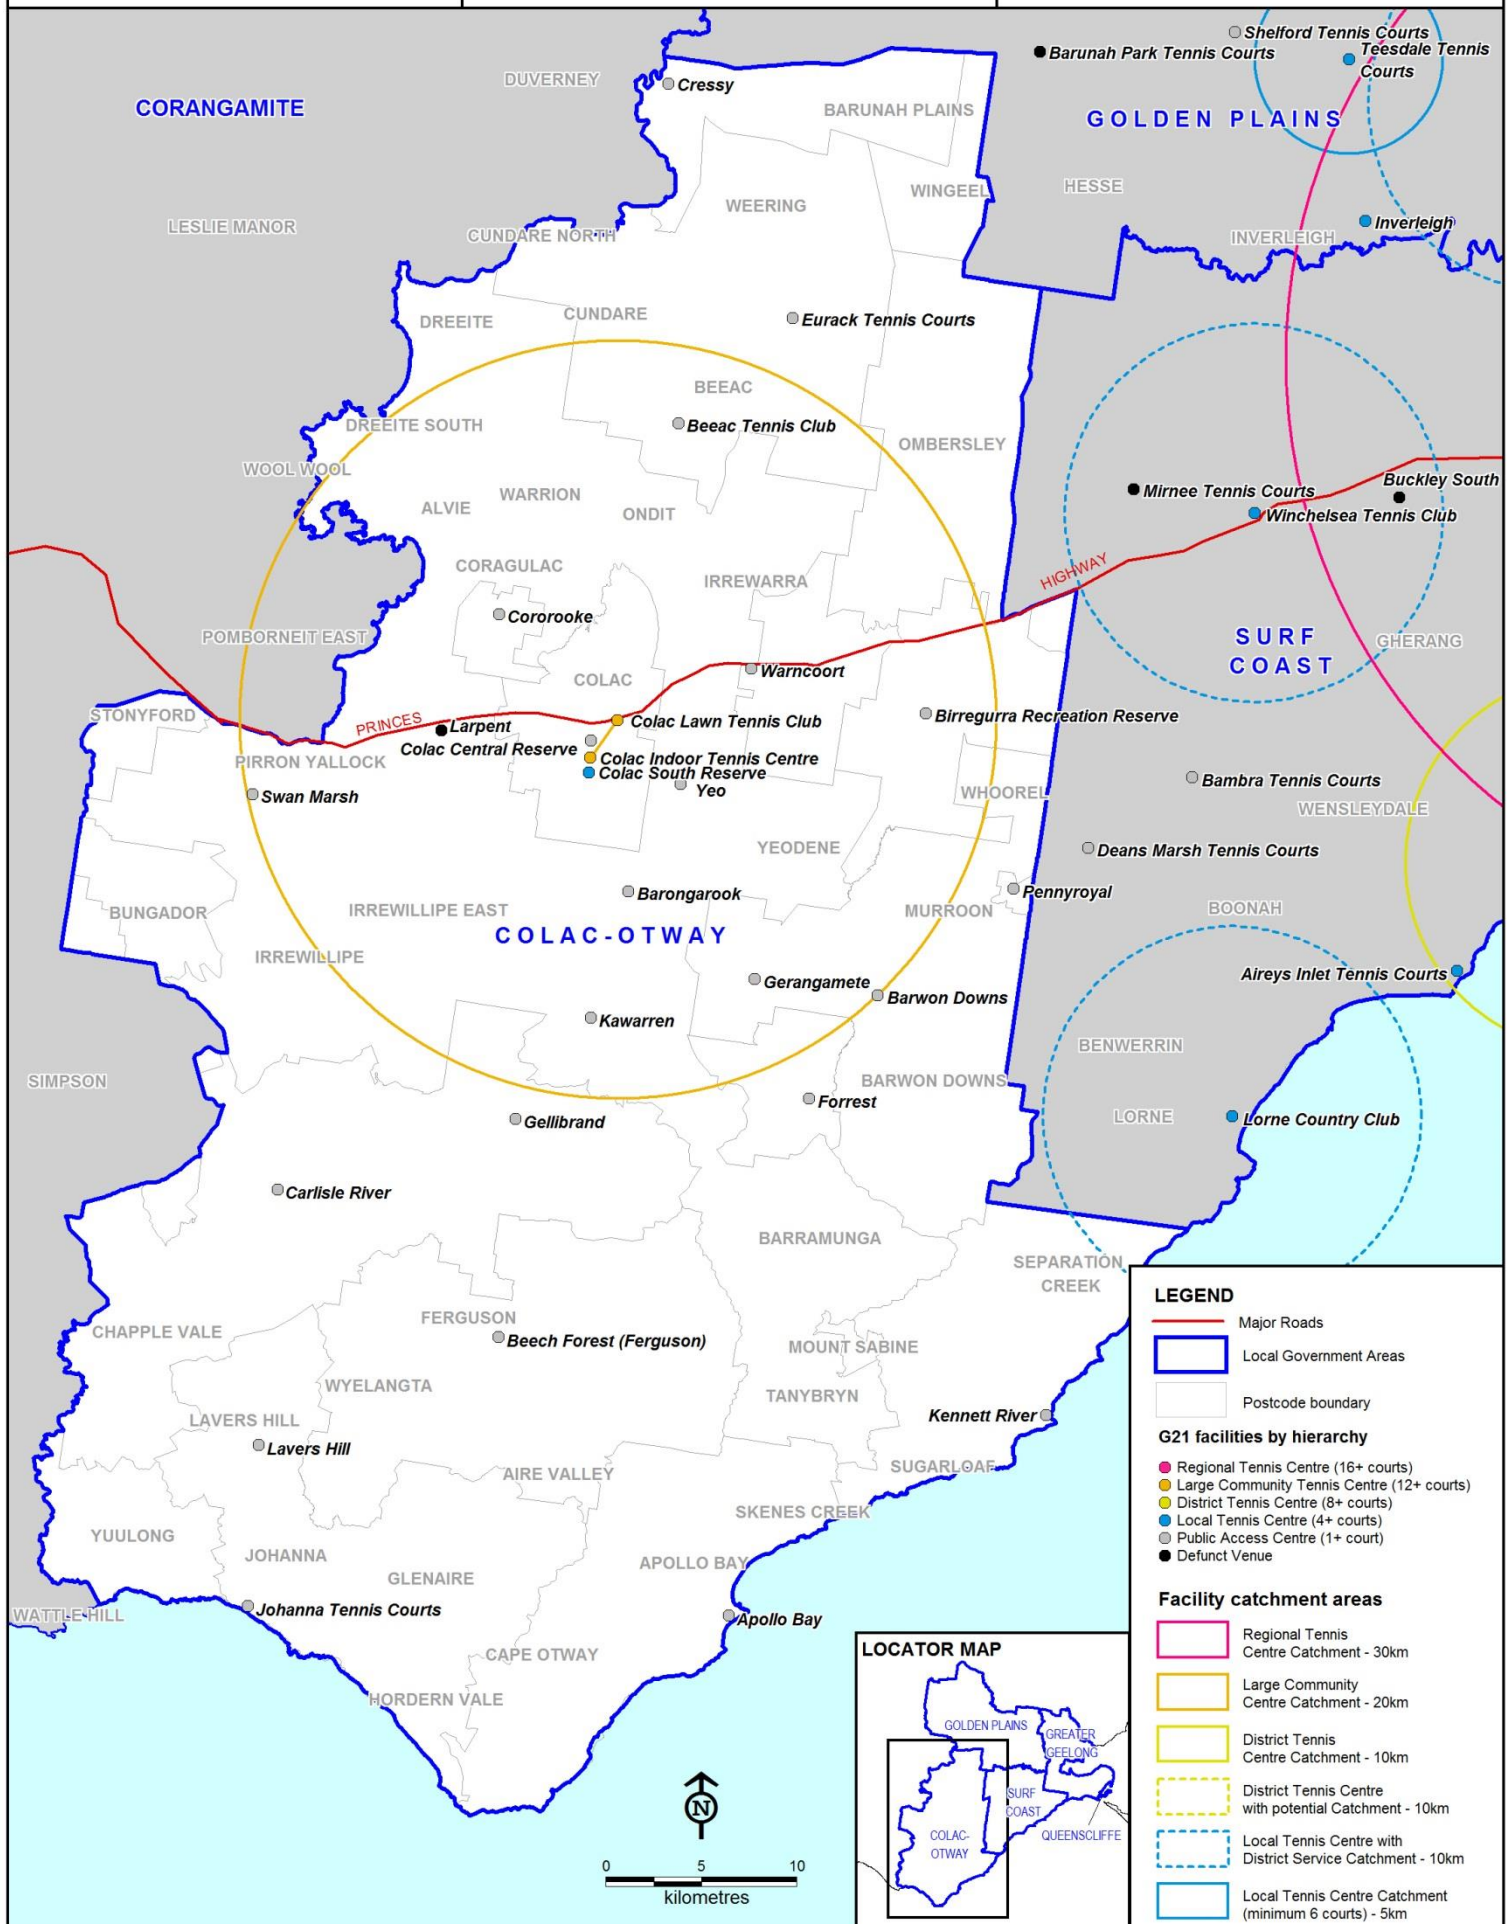 Shelford Tennis Courts
Barunah Park Tennis Courts
Teesdale Tennis
Courts
DUVERNEY
Cressy
CORANGAMITE
BARUNAH PLAINS
GOLDEN PLAINS
HESSE
WINGEEL
WEERING
LESLIE MANOR
CUNDARE NORTH
Inverleigh
INVERLEIGH
CUNDARE
DREEITE
Eurack Tennis Courts
BEEAC
DREEITE SOUTH
Beeac Tennis Club
OMBERSLEY
WOOL WOOL
WARRION
ALVIE
ONDIT
Mirnee Tennis Courts
Buckley South
Winchelsea Tennis Club
CORAGULAC
IRREWARRA
HIGHWAY
Cororooke
POMBORNEIT EAST
SURF
COAST
GHERANG
COLAC
Warncoort
STONYFORD
PRINCES
Larpent
Colac Lawn Tennis Club
Birregurra Recreation Reserve
Colac Central Reserve
PIRRON YALLOCK
Colac Indoor Tennis Centre
Colac South Reserve
Yeo
Bambra Tennis Courts
Swan Marsh
WHOOREL
WENSLEYDALE
YEODENE
Deans Marsh Tennis Courts
Barongarook
Pennyroyal
BUNGADOR
IRREWILLIPE EAST
MURROON
BOONAH
COLAC-OTWAY
IRREWILLIPE
Aireys Inlet Tennis Courts
Gerangamete
Barwon Downs
Kawarren
BENWERRIN
SIMPSON
BARWON DOWNS
Forrest
LORNE
Lorne Country Club
Gellibrand
Carlisle River
BARRAMUNGA
SEPARATION
CREEK
FERGUSON
CHAPPLE VALE
Beech Forest (Ferguson)
MOUNT SABINE
WYELANGTA
TANYBRYN
LAVERS HILL
Kennett River
Lavers Hill
AIRE VALLEY
SUGARLOAF
SKENES CREEK
YUULONG
JOHANNA
APOLLO BAY
GLENAIRE
Johanna Tennis Courts
WATTLE HILL
Apollo Bay
CAPE OTWAY
HORDERN VALE
N
0 5 10
kilometres
LOCATOR MAP
GOLDEN PLAINS
GREATER
GEELONG
SURF
COAST
COLAC-
OTWAY
QUEENSCLIFFE
LEGEND
Major Roads
Local Government Areas
Postcode boundary
G21 facilities by hierarchy
Regional Tennis Centre (16+ courts)
Large Community Tennis Centre (12+ courts)
District Tennis Centre (8+ courts)
Local Tennis Centre (4+ courts)
Public Access Centre (1+ court)
Defunct Venue
Facility catchment areas
Regional Tennis
Centre Catchment - 30km
Large Community
Centre Catchment - 20km
District Tennis
Centre Catchment - 10km
District Tennis Centre
with potential Catchment - 10km
Local Tennis Centre with
District Service Catchment - 10km
Local Tennis Centre Catchment
(minimum 6 courts) - 5km